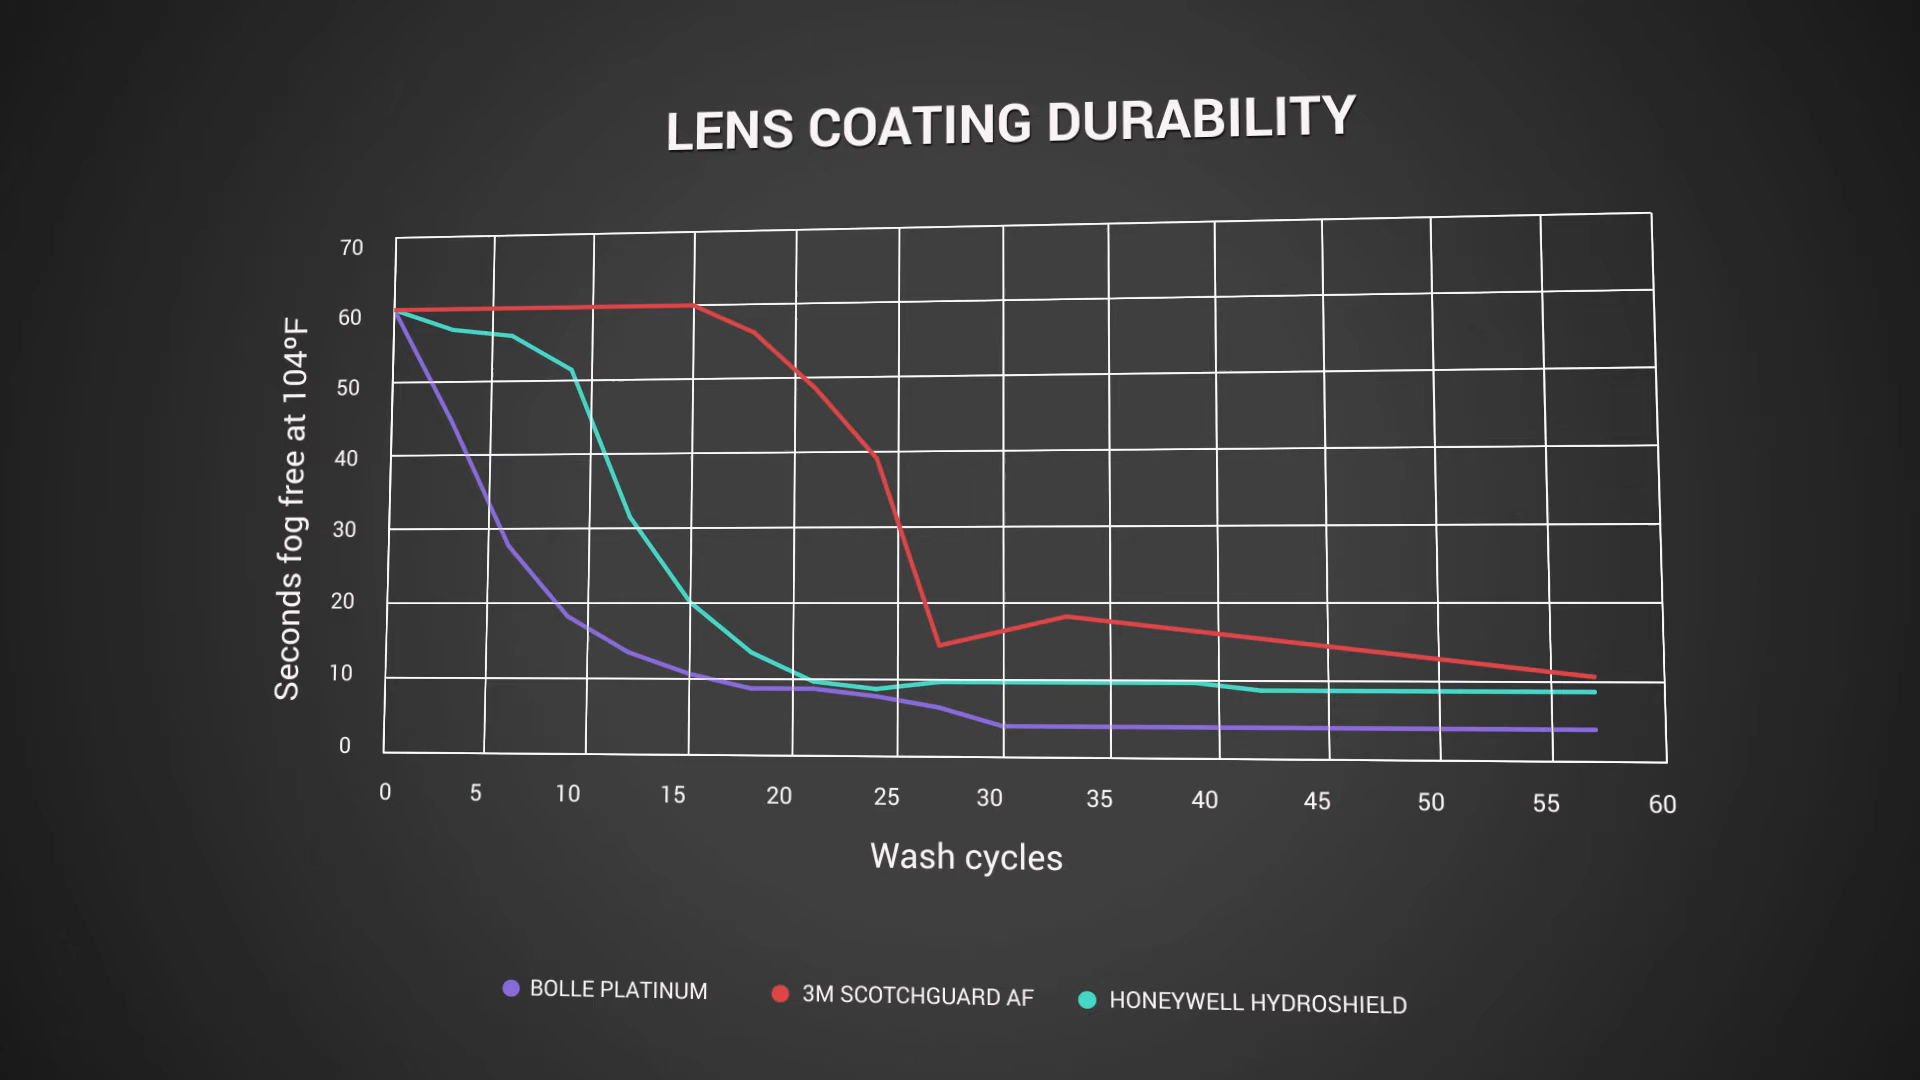 LENS COATING DURABILITY
70
60
50
40
30
20
10
0
Seconds fog free at 104ºF
0 5 10 15 20 25 30 35 40 45 50 55 60
Wash cycles
BOLLE PLATINUM 3M SCOTCHGUARD AF HONEYWELL HYDROSHIELD